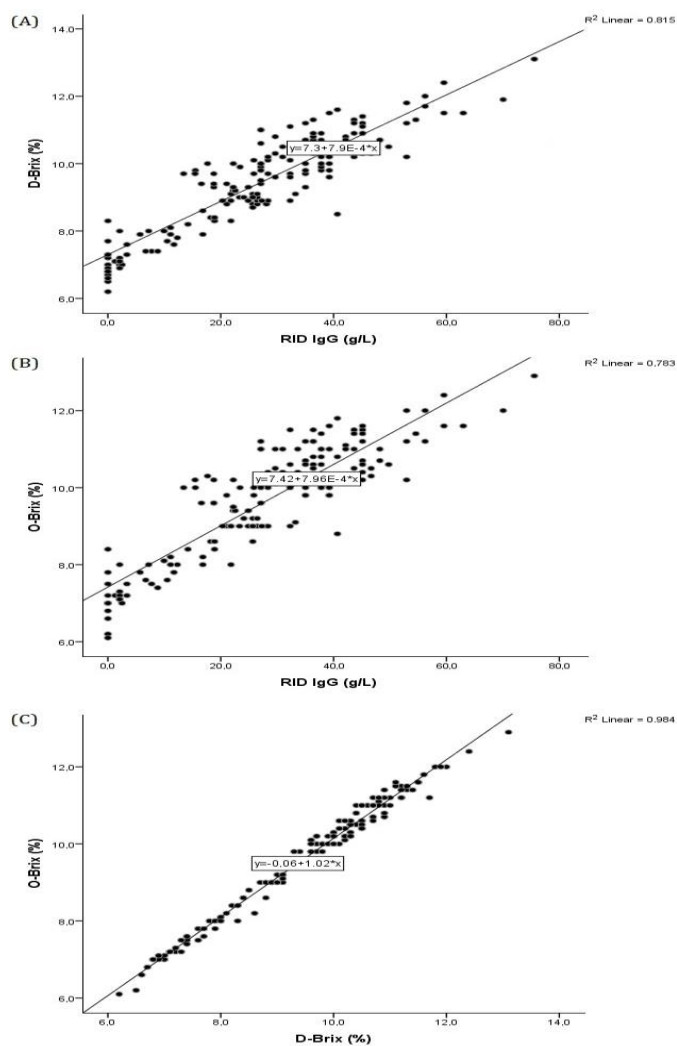 (A)
R² Linear = 0.815
14.0
12.0
10.0
8.0
6.0
D-Brix (%)
y=7.3+7.9E-4*x
0,0
20.0
40.0
60.0
80,0
RID IgG (g/L)
(B)
R² Linear = 0.783
12.0
10.0
8.0
6.0
O-Brix (%)
y=7.42+7.96E-4*x
0,0
20.0
40.0
60.0
80,0
RID IgG (g/L)
(C)
R² Linear = 0.984
12.0
10.0
8.0
6.0
O-Brix (%)
y=-0.06+1.02*x
6.0
8.0
10.0
12.0
14.0
D-Brix (%)